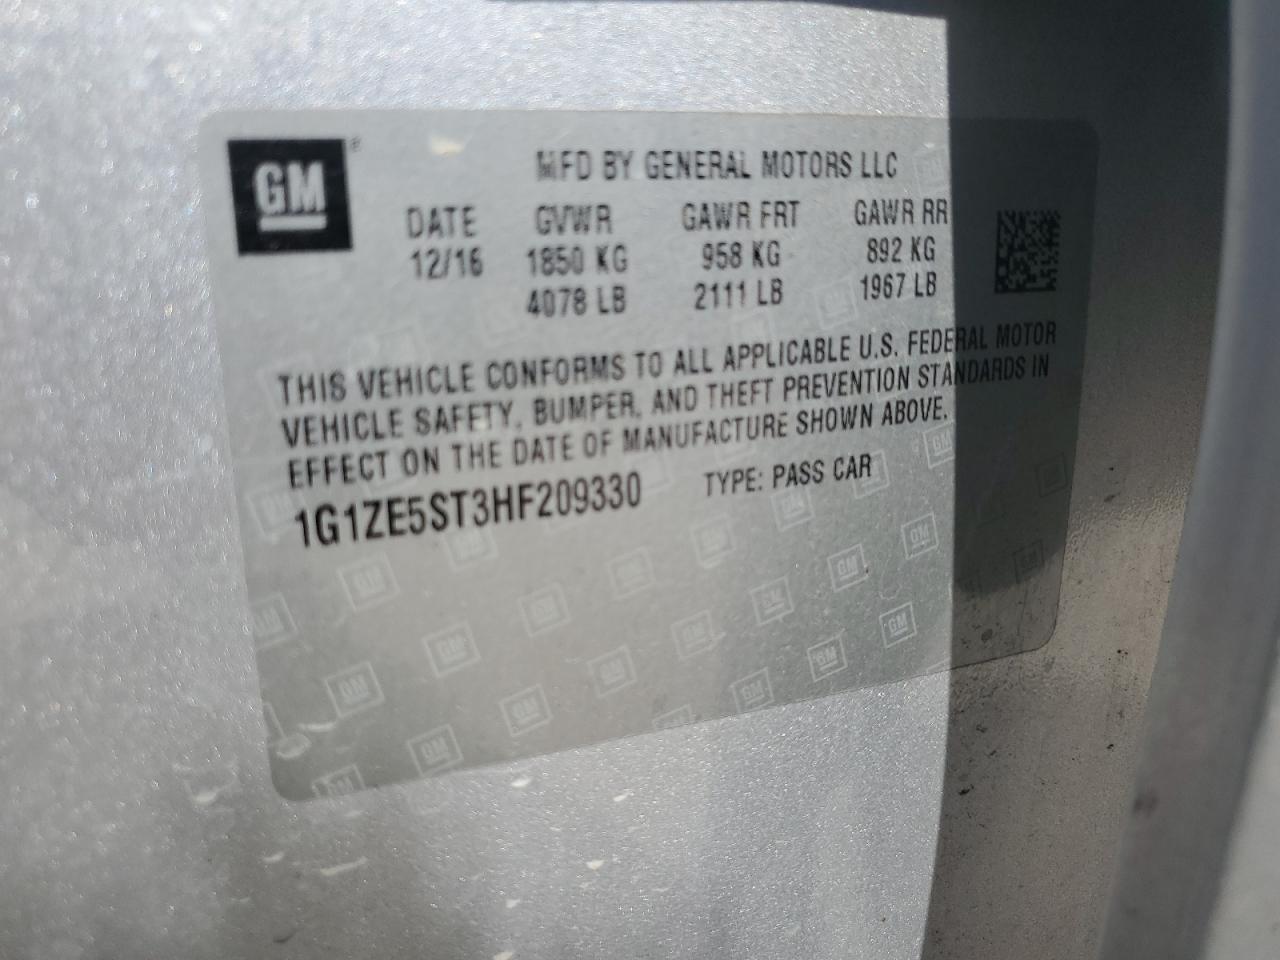 GM ®
MFD BY GENERAL MOTORS LLC
DATE GVWR GAWR FRT GAWR RR
12/16 1850 KG 958 KG 892 KG
4078 LB 2111 LB 1967 LB
THIS VEHICLE CONFORMS TO ALL APPLICABLE U.S. FEDERAL MOTOR
VEHICLE SAFETY, BUMPER, AND THEFT PREVENTION STANDARDS IN
EFFECT ON THE DATE OF MANUFACTURE SHOWN ABOVE.
1G1ZE5ST3HF209330 TYPE: PASS CAR